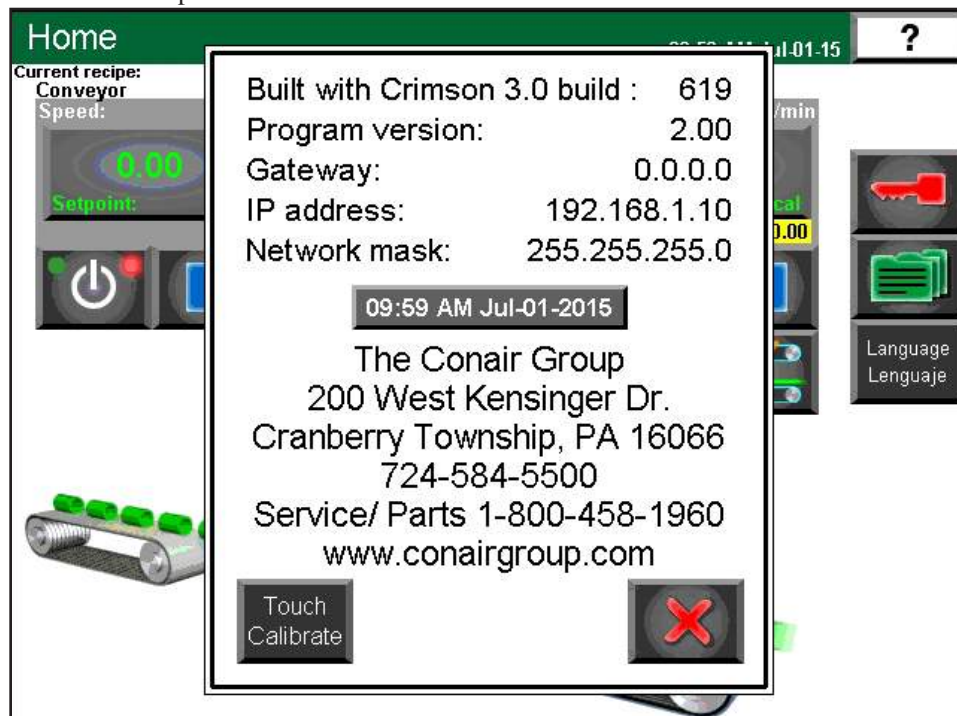 Home
Jul-01-15
?
Current recipe:
Conveyor
Speed:
/min
0.00
Setpoint:
Built with Crimson 3.0 build : 619
Program version: 2.00
Gateway: 0.0.0.0
IP address: 192.168.1.10
Network mask: 255.255.255.0
09:59 AM Jul-01-2015
The Conair Group
200 West Kensinger Dr.
Cranberry Township, PA 16066
724-584-5500
Service/ Parts 1-800-458-1960
www.conairgroup.com
Touch
Calibrate
Language
Lenguaje